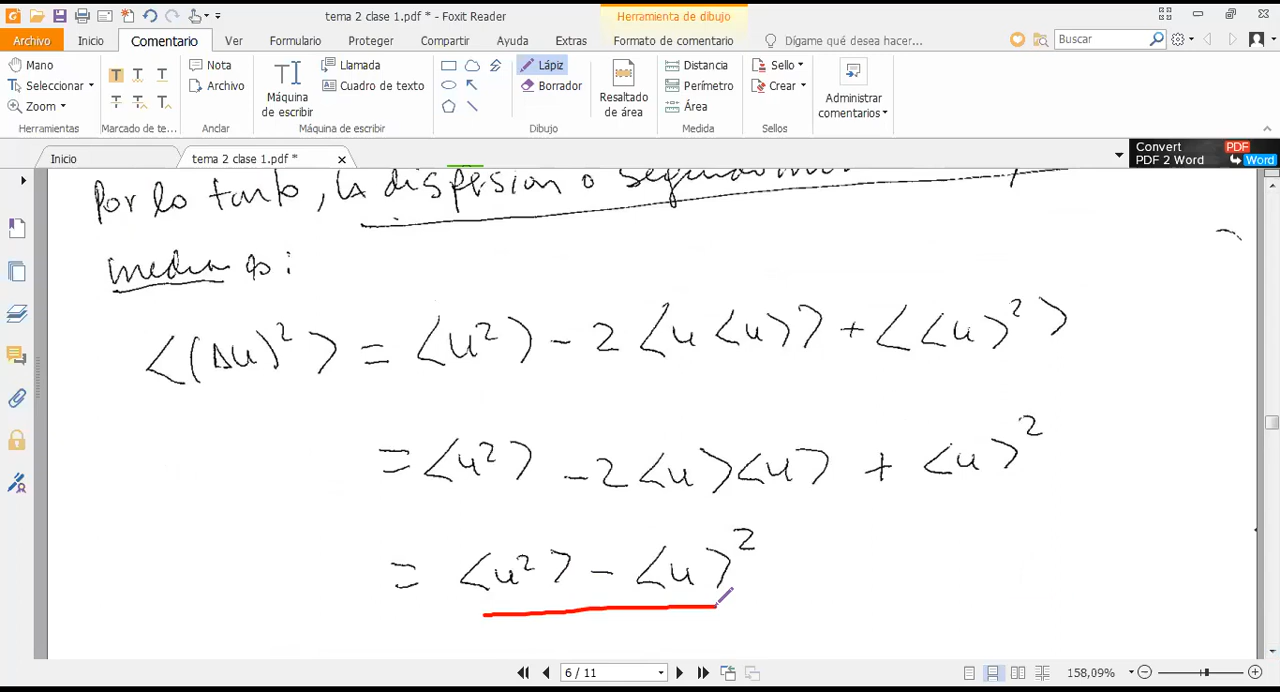 tema 2 clase 1.pdf * - Foxit Reader
Herramienta de dibujo
Archivo Inicio Comentario Ver Formulario Proteger Compartir Ayuda Extras Formato de comentario Dígame qué desea hacer... Buscar
Mano Nota Llamada Lápiz Distancia Sello
Seleccionar Archivo Máquina de escribir Cuadro de texto Borrador Resaltado de área Perímetro Crear Administrar comentarios
Zoom Área
Herramientas Marcado de te... Anclar Máquina de escribir Dibujo Medida Sellos
Inicio tema 2 clase 1.pdf * Convert PDF
PDF 2 Word Word
Por lo tanto, la dispersion o
media es:
<(Δu)²> = <u²> - 2 <u <u>> + <<u>²>
= <u²> - 2 <u> <u> + <u>²
= <u²> - <u>²
6 / 11 158,09%